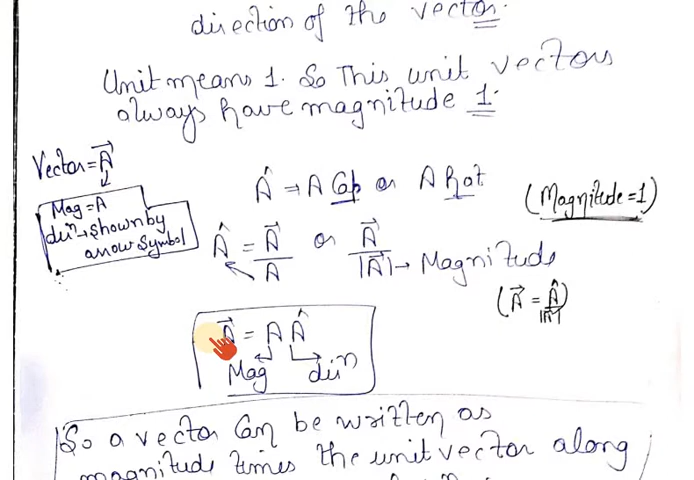 direction of the vector.
Unit means 1. So This unit vectors
always have magnitude 1.
Vector = A⃗
Mag = A
dirⁿ → shown by
arrow symbol
Â ⇒ A Cap or A hat
(Magnitude=1)
Â = A⃗/A or A⃗/|A⃗| → Magnitude
(A⃗ = Â/|A⃗|)
A⃗ = A Â
Mag dirⁿ
So a vector Can be written as
magnitude times the unit vector along